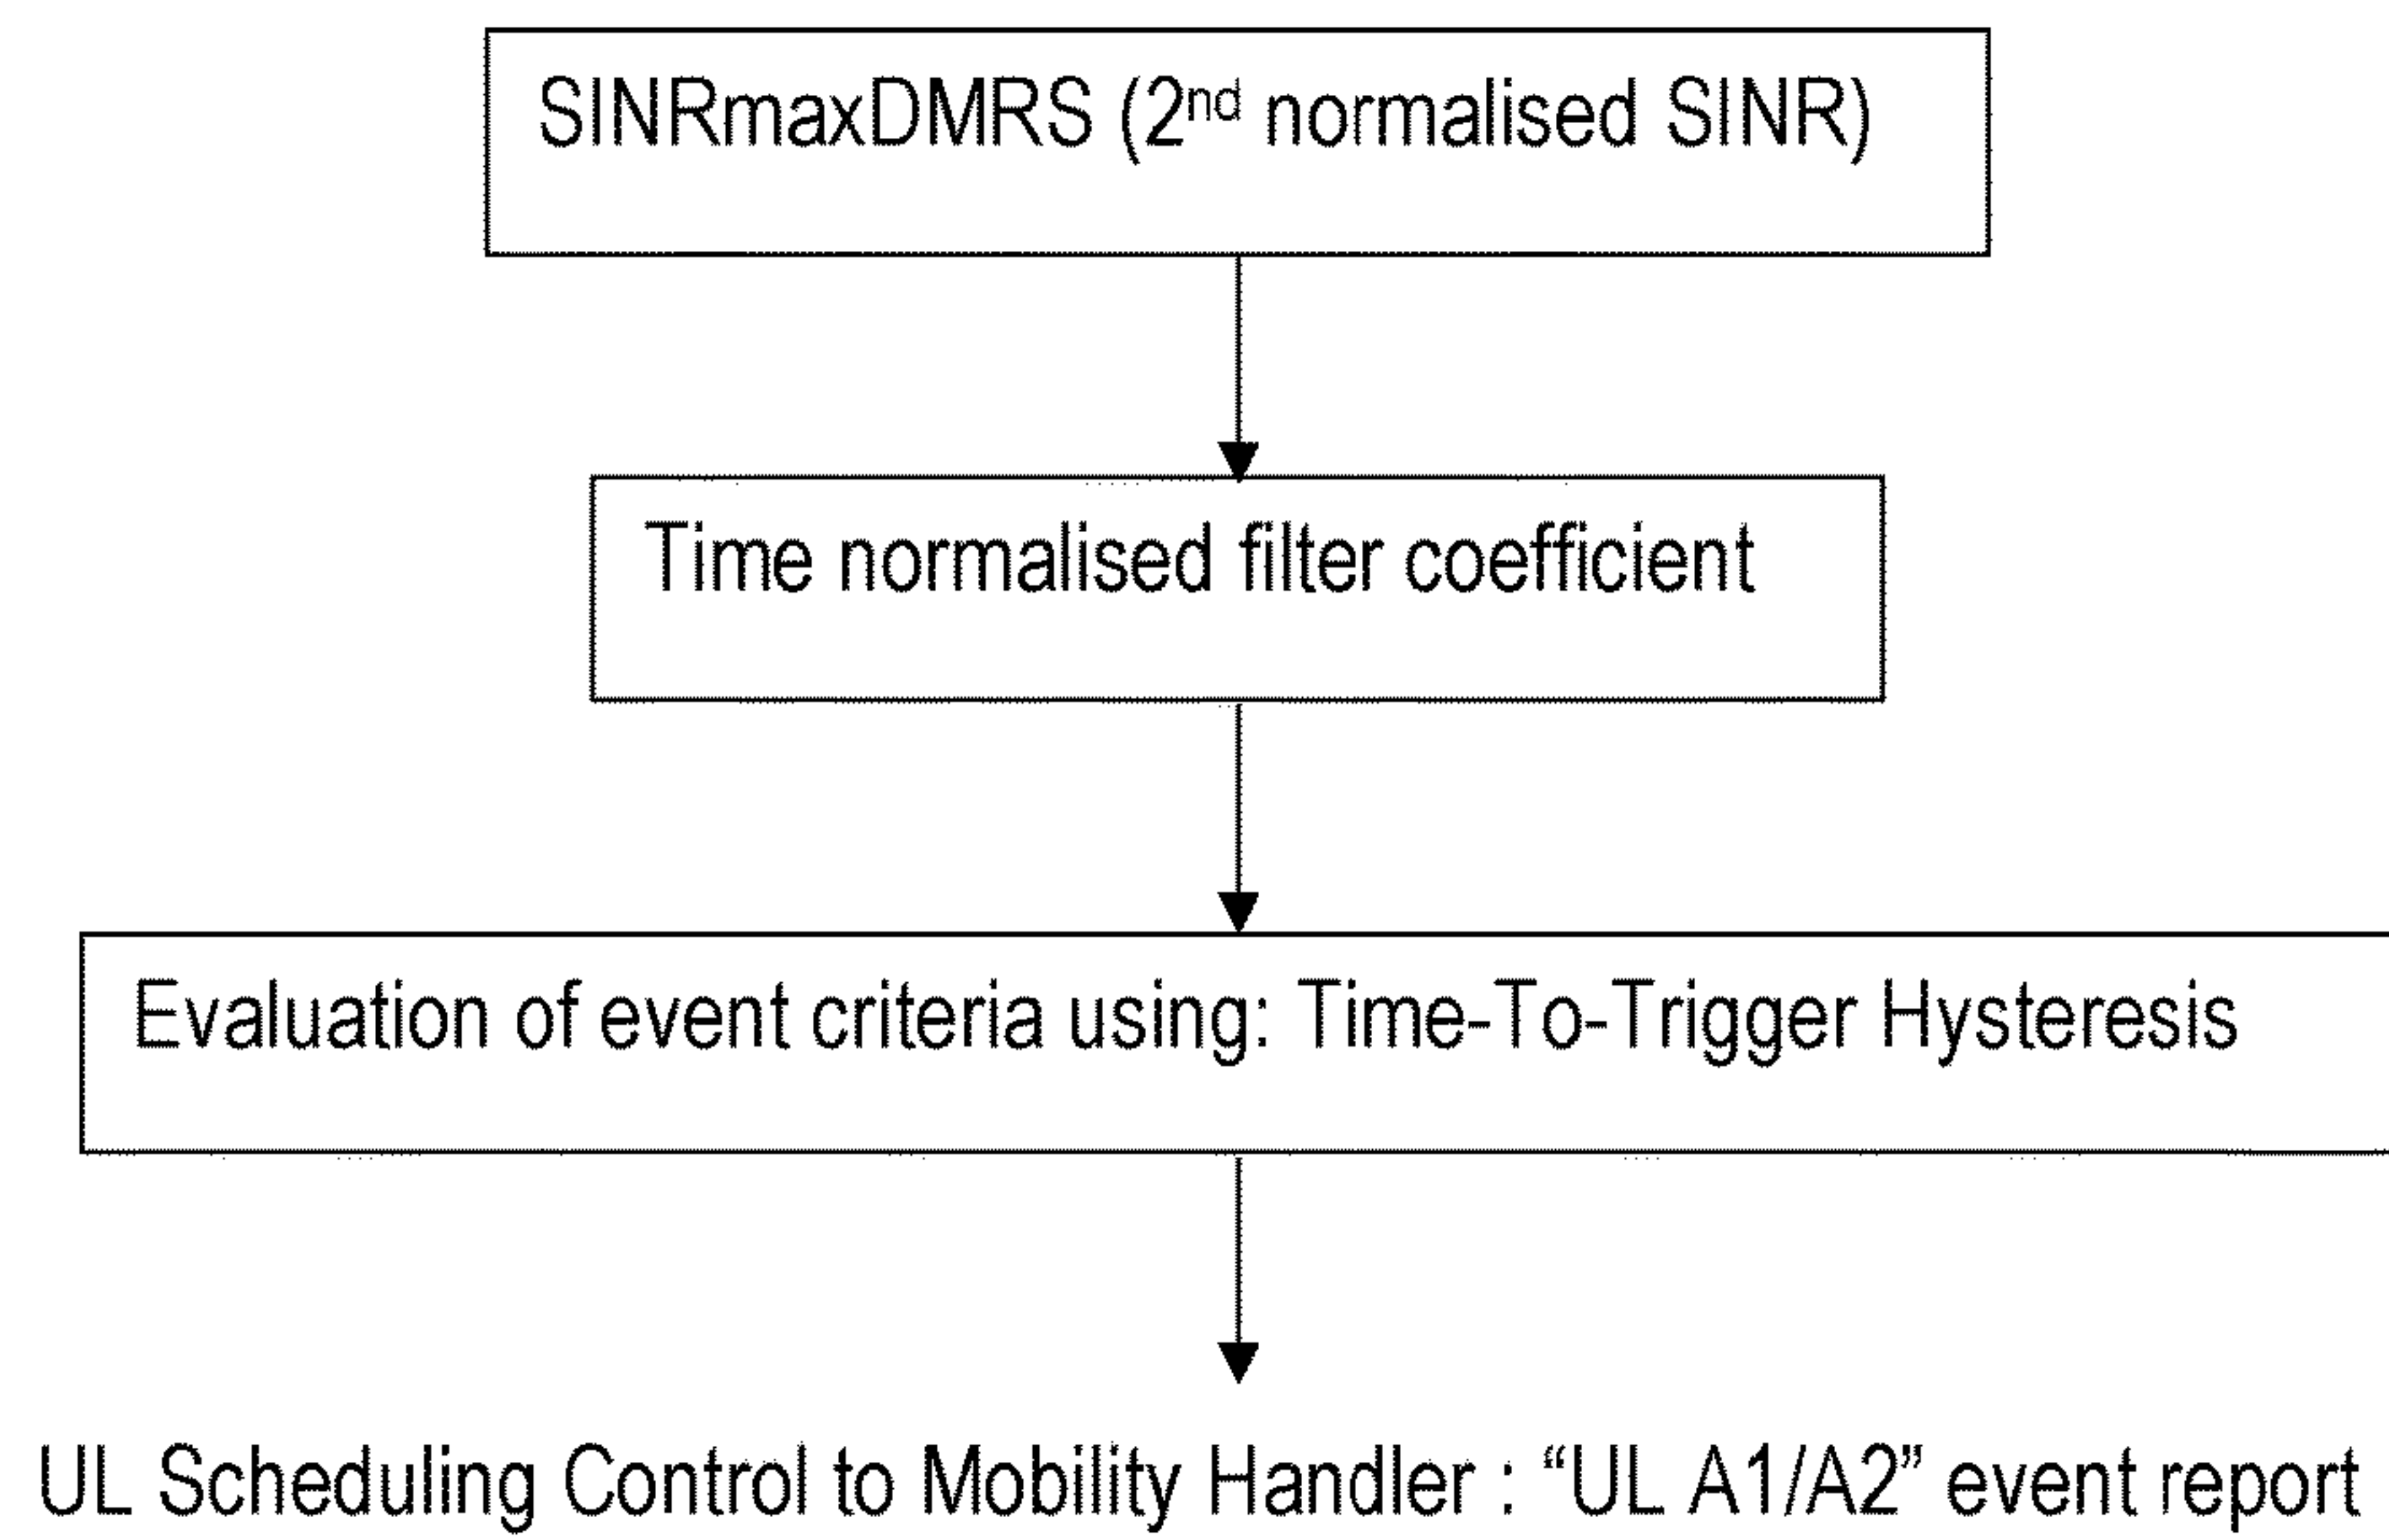 SINRmaxDMRS (2nd normalised SINR)
Time normalised filter coefficient
Evaluation of event criteria using: Time-To-Trigger Hysteresis
UL Scheduling Control to Mobility Handler : “UL A1/A2” event report